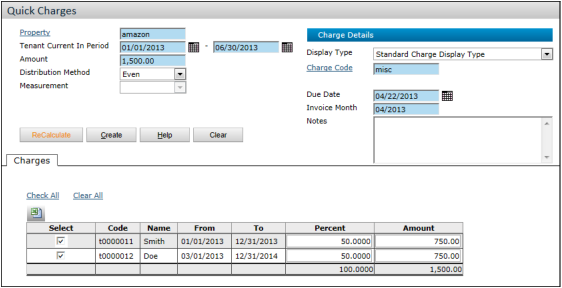 Quick Charges
Property amazon
Tenant Current In Period 01/01/2013 - 06/30/2013
Amount 1,500.00
Distribution Method Even
Measurement
ReCalculate Create Help Clear
Charge Details
Display Type Standard Charge Display Type
Charge Code misc
Due Date 04/22/2013
Invoice Month 04/2013
Notes
Charges
Check All Clear All
Select Code Name From To Percent Amount
t0000011 Smith 01/01/2013 12/31/2013 50.0000 750.00
t0000012 Doe 03/01/2013 12/31/2014 50.0000 750.00
100.0000 1,500.00